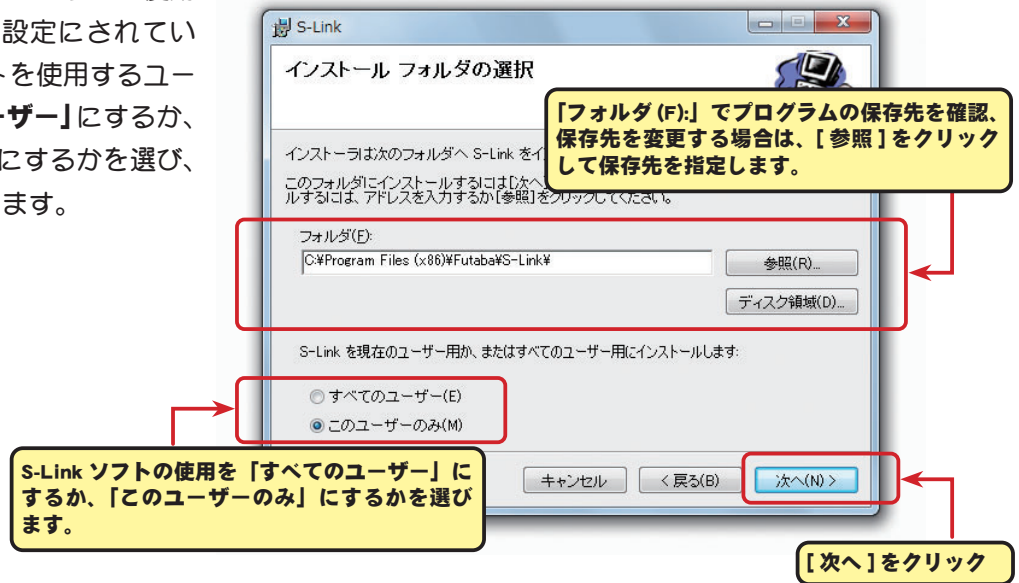 設定にされてい
トを使用するユー
ーザー」にするか、
にするかを選び、
ます。
S-Link
インストール フォルダの選択
「フォルダ (F):」でプログラムの保存先を確認、
保存先を変更する場合は、[ 参照 ] をクリック
して保存先を指定します。
インストーラは次のフォルダへ S-Link をイ
このフォルダにインストールするには[次へ]
ルするには、アドレスを入力するか[参照]をクリックしてください。
フォルダ(F):
C:¥Program Files (x86)¥Futaba¥S-Link¥
参照(R)...
ディスク領域(D)...
S-Link を現在のユーザー用か、またはすべてのユーザー用にインストールします:
すべてのユーザー(E)
このユーザーのみ(M)
S-Link ソフトの使用を「すべてのユーザー」に
するか、「このユーザーのみ」にするかを選び
ます。
キャンセル
< 戻る(B)
次へ(N) >
[ 次へ ] をクリック